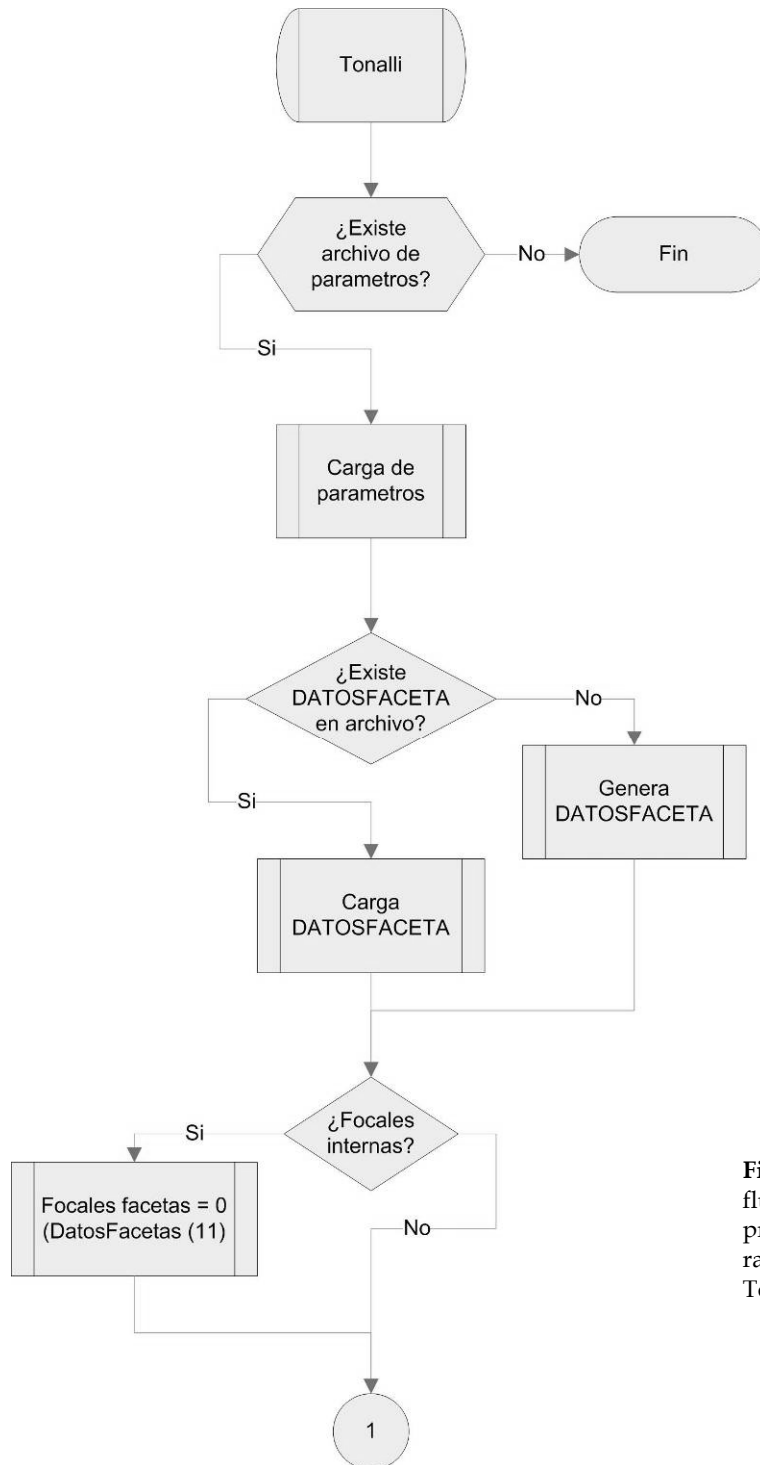 Tonalli
¿Existe
archivo de
parametros?
No
Fin
Si
Carga de
parametros
¿Existe
DATOSFACETA
en archivo?
No
Genera
DATOSFACETA
Si
Carga
DATOSFACETA
¿Focales
internas?
Si
Focales facetas = 0
(DatosFacetas (11)
No
1